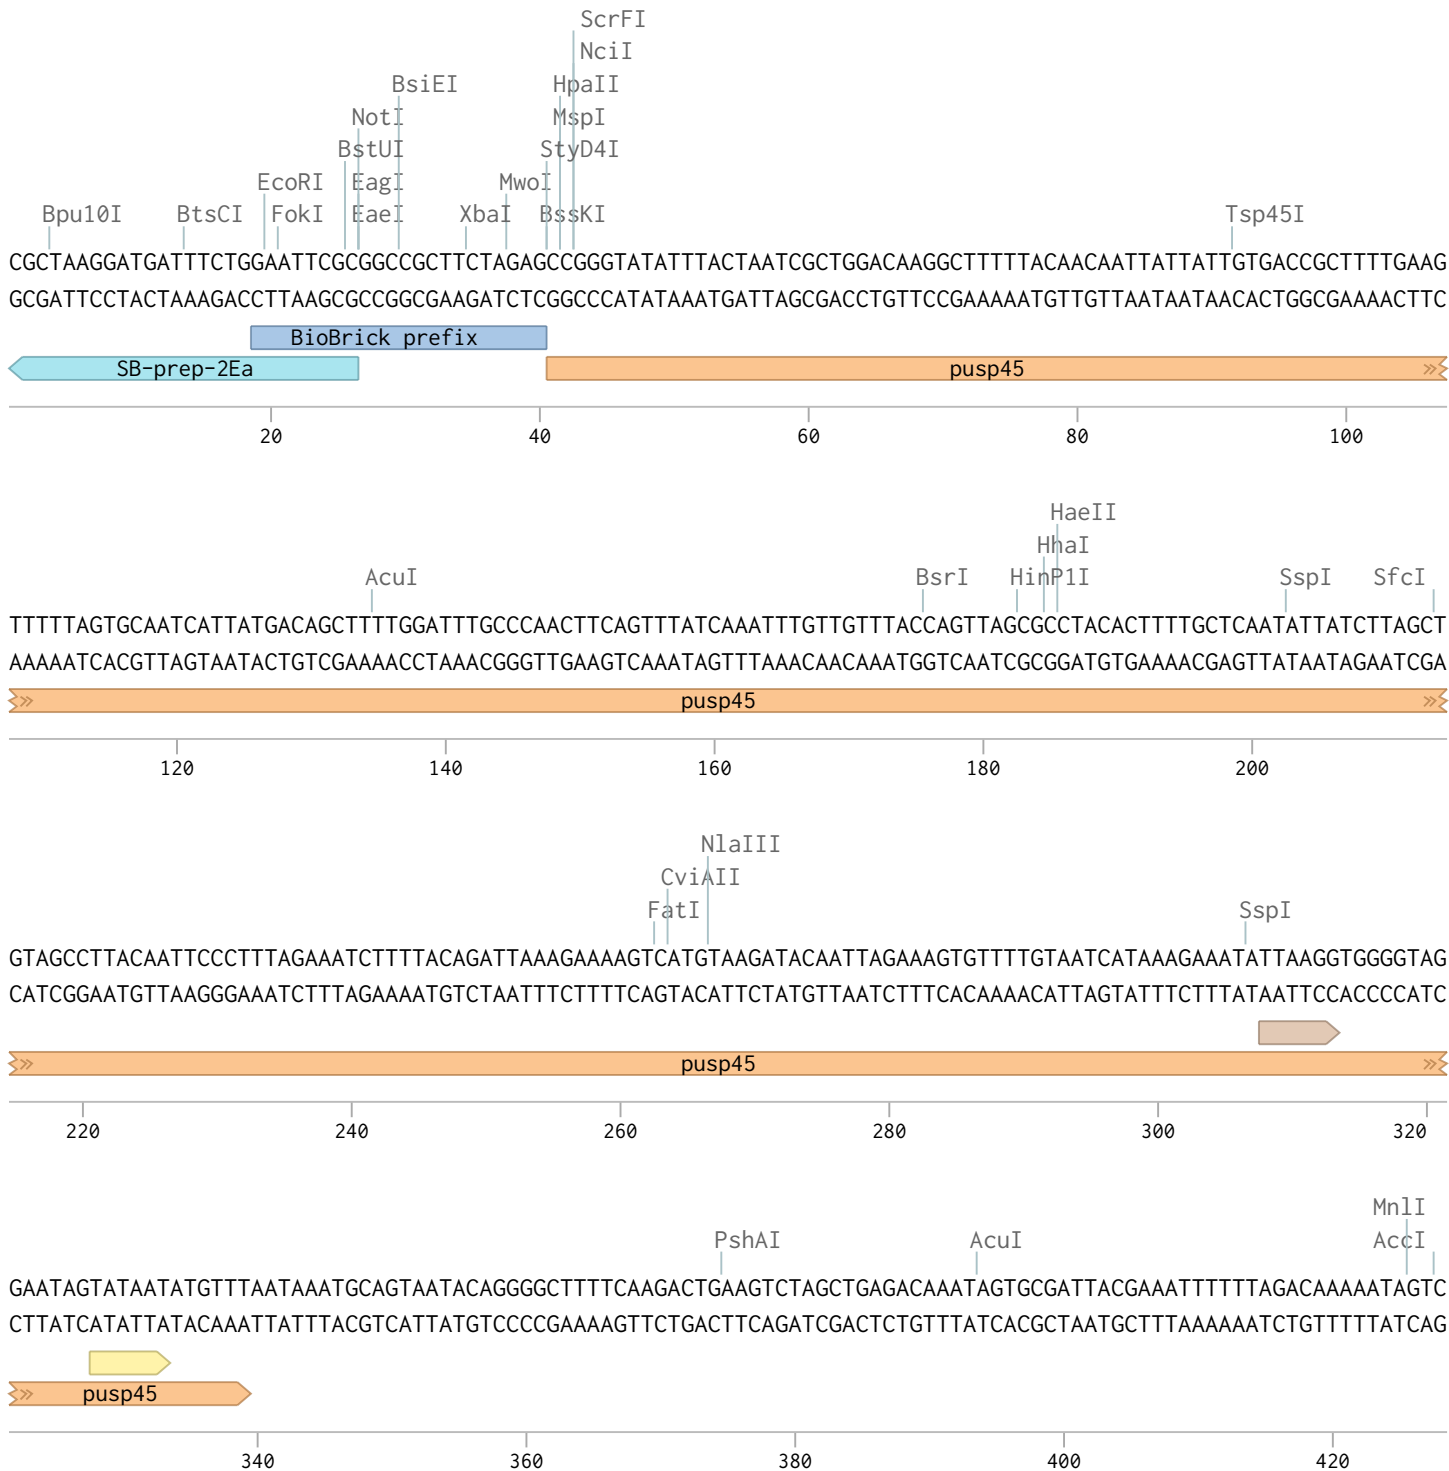 ScrFI
NciI
BsiEI HpaII
NotI MspI
BstUI StyD4I
EcoRI EagI MwoI
Bpu10I BtsCI FokI EaeI XbaI BssKI Tsp45I
CGCTAAGGATGATTTCTGGAATTCGCGGCCGCTTCTAGAGCCGGGTATATTTACTAATCGCTGGACAAGGCTTTTTACAACAATTATTATTGTGACCGCTTTTGAAG
GCGATTCCTACTAAAGACCTTAAGCGCCGGCGAAGATCTCGGCCCATATAAATGATTAGCGACCTGTTCCGAAAAATGTTGTTAATAATAACACTGGCGAAAACTTC
BioBrick prefix
SB-prep-2Ea pusp45
20 40 60 80 100
HaeII
HhaI
AcuI BsrI HinP1I SspI SfcI
TTTTTAGTGCAATCATTATGACAGCTTTTGGATTTGCCCAACTTCAGTTTATCAAATTTGTTGTTTACCAGTTAGCGCCTACACTTTTGCTCAATATTATCTTAGCT
AAAAATCACGTTAGTAATACTGTCGAAAACCTAAACGGGTTGAAGTCAAATAGTTTAAACAACAAATGGTCAATCGCGGATGTGAAAACGAGTTATAATAGAATCGA
pusp45
120 140 160 180 200
NlaIII
CviAII
FatI SspI
GTAGCCTTACAATTCCCTTTAGAAATCTTTTACAGATTAAAGAAAAGTCATGTAAGATACAATTAGAAAGTGTTTTGTAATCATAAAGAAATATTAAGGTGGGGTAG
CATCGGAATGTTAAGGGAAATCTTTAGAAAATGTCTAATTTCTTTTCAGTACATTCTATGTTAATCTTTCACAAAACATTAGTATTTCTTTATAATTCCACCCCATC
pusp45
220 240 260 280 300 320
MnlI
PshAI AcuI AccI
GAATAGTATAATATGTTTAATAAATGCAGTAATACAGGGGCTTTTCAAGACTGAAGTCTAGCTGAGACAAATAGTGCGATTACGAAATTTTTTAGACAAAAATAGTC
CTTATCATATTATACAAATTATTTACGTCATTATGTCCCCGAAAAGTTCTGACTTCAGATCGACTCTGTTTATCACGCTAATGCTTTAAAAAATCTGTTTTTATCAG
pusp45
340 360 380 400 420